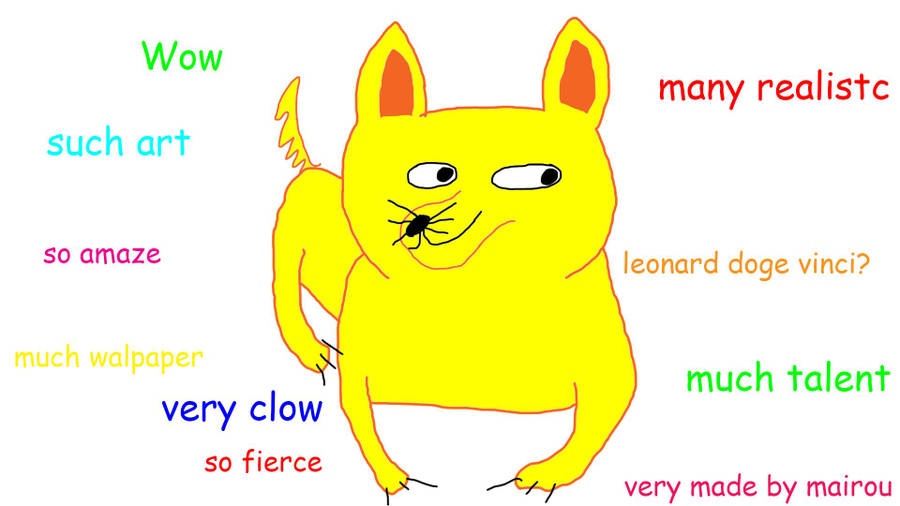 Wow
many realistc
such art
so amaze
leonard doge vinci?
much walpaper
much talent
very clow
so fierce
very made by mairou